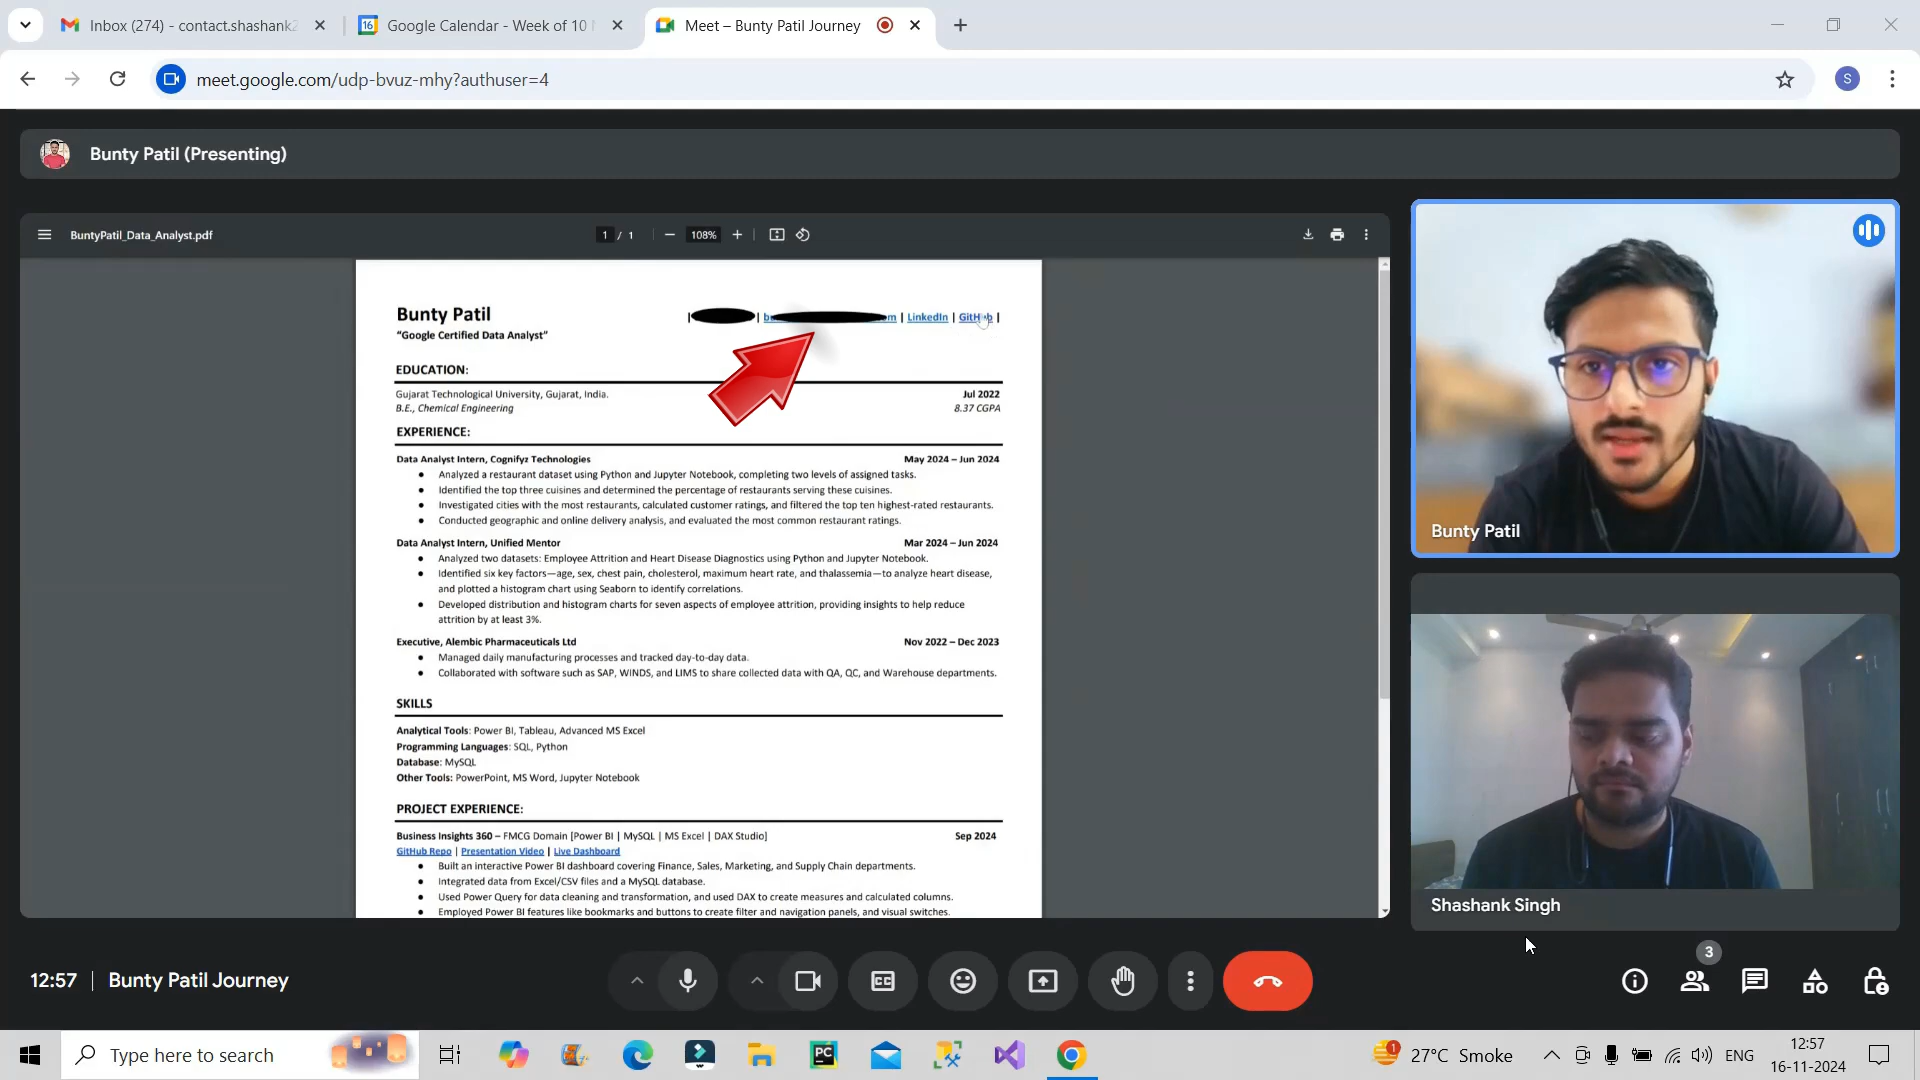 Inbox (274) - contact.shashank2
Google Calendar - Week of 10
Meet – Bunty Patil Journey
meet.google.com/udp-bvuz-mhy?authuser=4
S
Bunty Patil (Presenting)
BuntyPatil_Data_Analyst.pdf
1 / 1
108%
Bunty Patil
| | LinkedIn | GitHub |
“Google Certified Data Analyst”
EDUCATION:
Gujarat Technological University, Gujarat, India. Jul 2022
B.E., Chemical Engineering 8.37 CGPA
EXPERIENCE:
Data Analyst Intern, Cognifyz Technologies May 2024 – Jun 2024
● Analyzed a restaurant dataset using Python and Jupyter Notebook, completing two levels of assigned tasks.
● Identified the top three cuisines and determined the percentage of restaurants serving these cuisines.
● Investigated cities with the most restaurants, calculated customer ratings, and filtered the top ten highest-rated restaurants.
● Conducted geographic and online delivery analysis, and evaluated the most common restaurant ratings.
Data Analyst Intern, Unified Mentor Mar 2024 – Jun 2024
● Analyzed two datasets: Employee Attrition and Heart Disease Diagnostics using Python and Jupyter Notebook.
● Identified six key factors—age, sex, chest pain, cholesterol, maximum heart rate, and thalassemia—to analyze heart disease,
and plotted a histogram chart using Seaborn to identify correlations.
● Developed distribution and histogram charts for seven aspects of employee attrition, providing insights to help reduce
attrition by at least 3%.
Executive, Alembic Pharmaceuticals Ltd Nov 2022 – Dec 2023
● Managed daily manufacturing processes and tracked day-to-day data.
● Collaborated with software such as SAP, WINDS, and LIMS to share collected data with QA, QC, and Warehouse departments.
SKILLS
Analytical Tools: Power BI, Tableau, Advanced MS Excel
Programming Languages: SQL, Python
Database: MySQL
Other Tools: PowerPoint, MS Word, Jupyter Notebook
PROJECT EXPERIENCE:
Business Insights 360 – FMCG Domain [Power BI | MySQL | MS Excel | DAX Studio] Sep 2024
GitHub Repo | Presentation Video | Live Dashboard
● Built an interactive Power BI dashboard covering Finance, Sales, Marketing, and Supply Chain departments.
● Integrated data from Excel/CSV files and a MySQL database.
● Used Power Query for data cleaning and transformation, and used DAX to create measures and calculated columns.
● Employed Power BI features like bookmarks and buttons to create filter and navigation panels, and visual switches.
Bunty Patil
Shashank Singh
12:57 | Bunty Patil Journey
3
Type here to search
27°C Smoke
ENG
12:57
16-11-2024